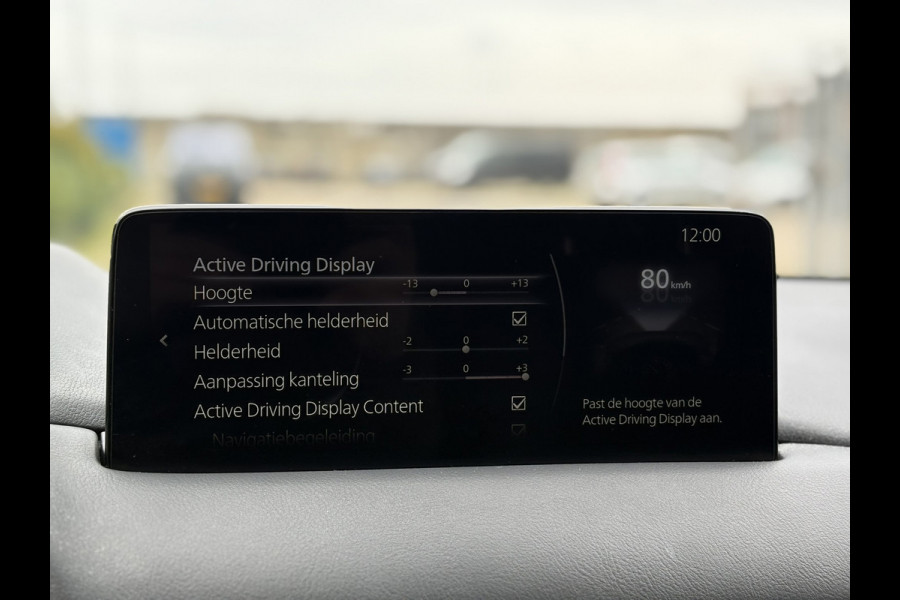 12:00
Active Driving Display
Hoogte -13 0 +13
Automatische helderheid
Helderheid -2 0 +2
Aanpassing kanteling -3 0 +3
Active Driving Display Content
Navigatiebegeleiding
80 km/h
Past de hoogte van de
Active Driving Display aan.